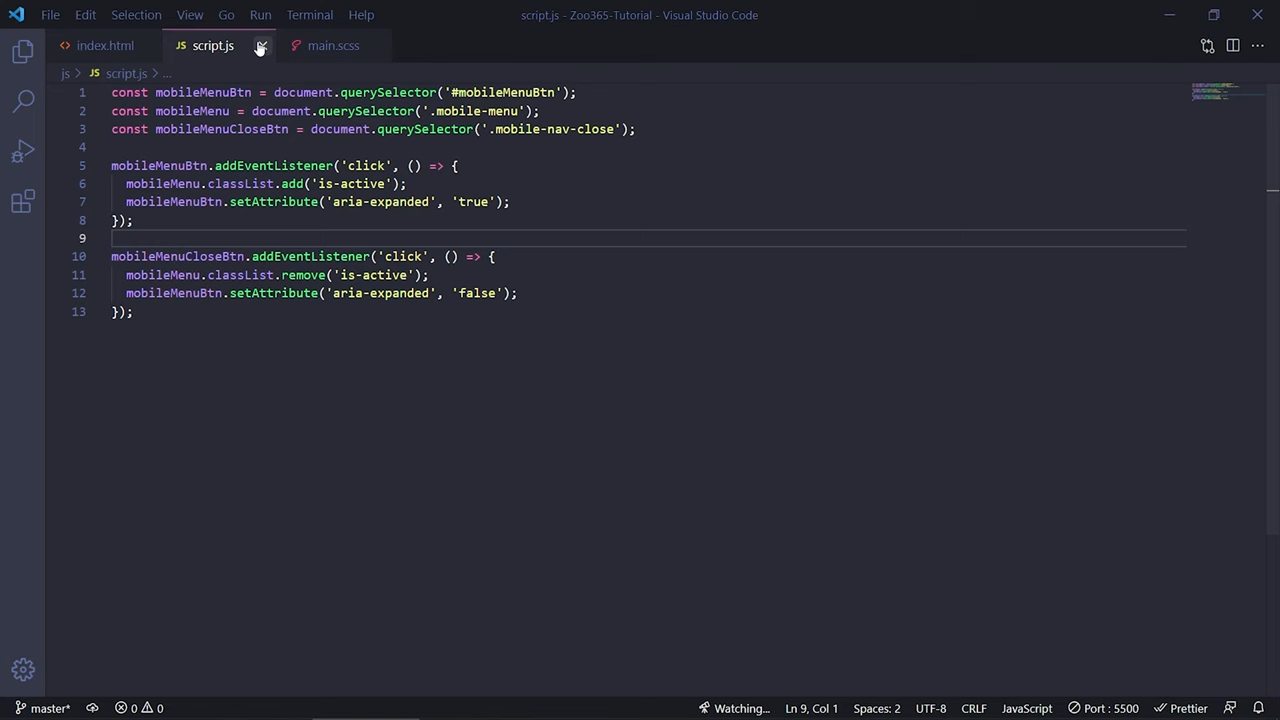 File Edit Selection View Go Run Terminal Help script.js - Zoo365-Tutorial - Visual Studio Code
<> index.html JS script.js main.scss
js > JS script.js > ...
1 const mobileMenuBtn = document.querySelector('#mobileMenuBtn');
2 const mobileMenu = document.querySelector('.mobile-menu');
3 const mobileMenuCloseBtn = document.querySelector('.mobile-nav-close');
4
5 mobileMenuBtn.addEventListener('click', () => {
6 mobileMenu.classList.add('is-active');
7 mobileMenuBtn.setAttribute('aria-expanded', 'true');
8 });
9
10 mobileMenuCloseBtn.addEventListener('click', () => {
11 mobileMenu.classList.remove('is-active');
12 mobileMenuBtn.setAttribute('aria-expanded', 'false');
13 });
master* 0 0 Watching... Ln 9, Col 1 Spaces: 2 UTF-8 CRLF JavaScript Port : 5500 Prettier